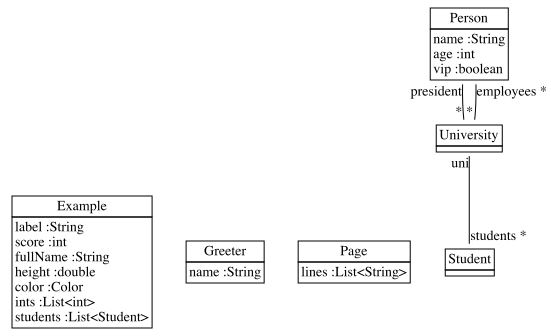 Person
name :String
age :int
vip :boolean
president
employees *
* *
University
uni
students *
Student
Example
label :String
score :int
fullName :String
height :double
color :Color
ints :List<int>
students :List<Student>
Greeter
name :String
Page
lines :List<String>